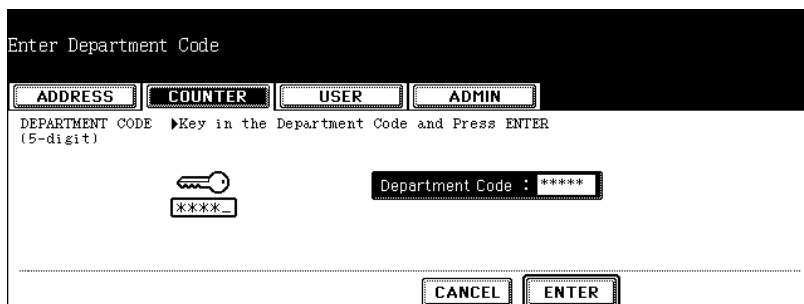 Enter Department Code
ADDRESS COUNTER USER ADMIN
DEPARTMENT CODE ▶Key in the Department Code and Press ENTER
(5-digit)
Department Code : *****
****_
CANCEL ENTER